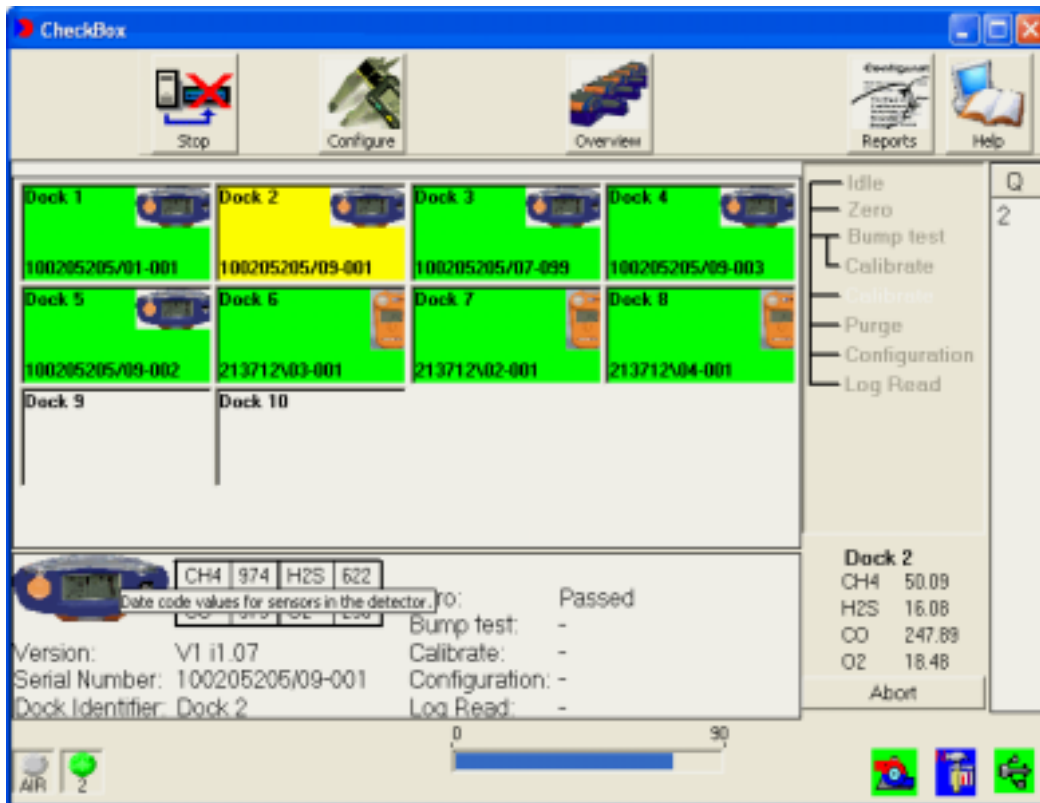 CheckBox
Stop
Configure
Overview
Reports
Help
Dock 1
100205205/01-001
Dock 2
100205205/09-001
Dock 3
100205205/07-099
Dock 4
100205205/09-003
Dock 5
100205205/09-002
Dock 6
213712\03-001
Dock 7
213712\02-001
Dock 8
213712\04-001
Dock 9
Dock 10
Idle
Zero
Bump test
Calibrate
Calibrate
Purge
Configuration
Log Read
Q
2
CH4 974 H2S 622
Date code values for sensors in the detector.
Version: V1 i1.07
Serial Number: 100205205/09-001
Dock Identifier: Dock 2
Passed
Bump test: -
Calibrate: -
Configuration: -
Log Read: -
Dock 2
CH4 50.09
H2S 16.08
CO 247.89
O2 18.48
Abort
0 90
AIR 2